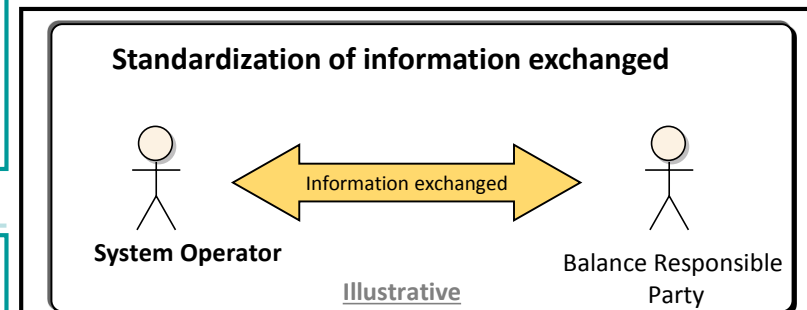 Standardization of information exchanged
Information exchanged
System Operator
Balance Responsible
Party
Illustrative